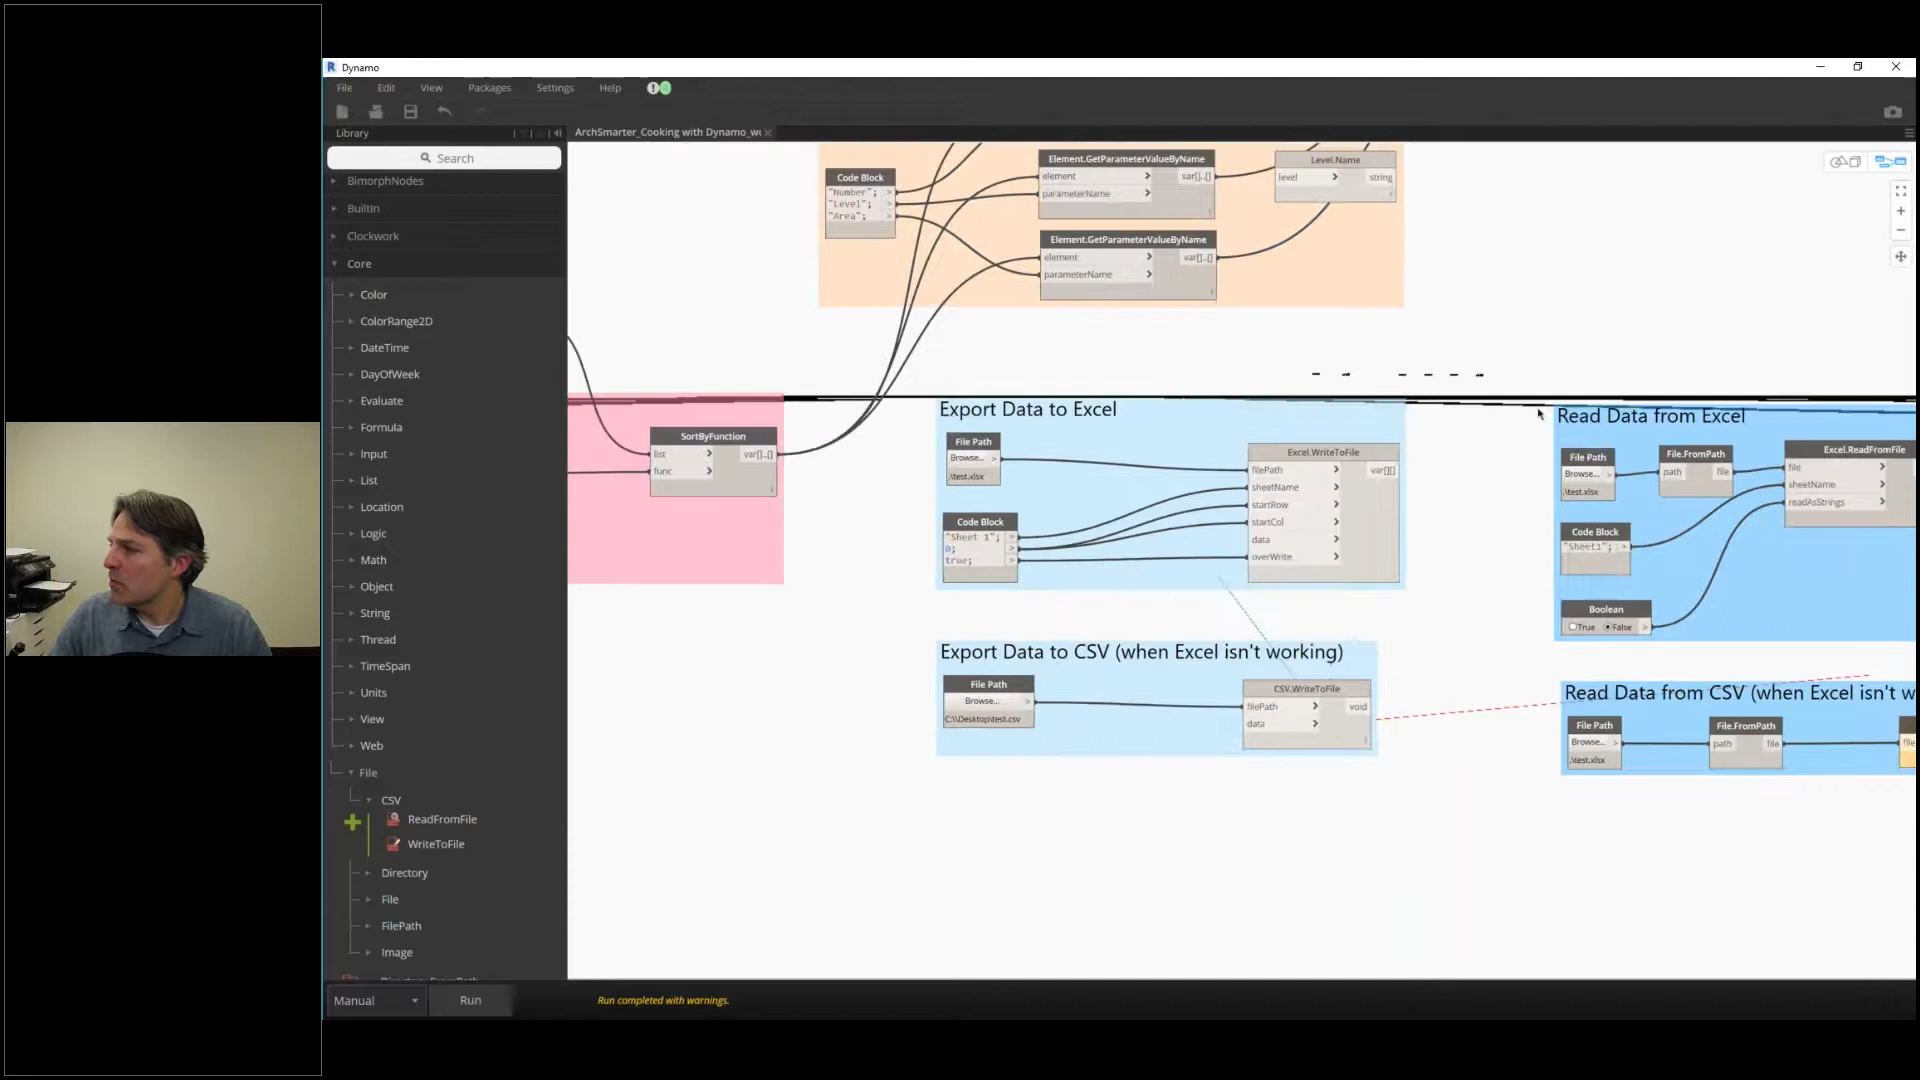 Dynamo
File Edit View Packages Settings Help
Library
ArchSmarter_Cooking with Dynamo_wo
Search
BimorphNodes
BuiltIn
Clockwork
Core
Color
ColorRange2D
DateTime
DayOfWeek
Evaluate
Formula
Input
List
Location
Logic
Math
Object
String
Thread
TimeSpan
Units
View
Web
File
CSV
ReadFromFile
WriteToFile
Directory
File
FilePath
Image
Manual
Run
Run completed with warnings.
Code Block
"Number";
"Level";
"Area";
Element.GetParameterValueByName
element var[]..[]
parameterName
Level.Name
level string
Element.GetParameterValueByName
element var[]..[]
parameterName
SortByFunction
list var[]..[]
func
Export Data to Excel
File Path
Browse... >
.\test.xlsx
Code Block
"Sheet 1";
0;
true;
Excel.WriteToFile
filePath var[][]
sheetName
startRow
startCol
data
overWrite
Export Data to CSV (when Excel isn't working)
File Path
Browse... >
C:\\Desktop\test.csv
CSV.WriteToFile
filePath void
data
Read Data from Excel
File Path
Browse... >
.\test.xlsx
File.FromPath
path file
Excel.ReadFromFile
file
sheetName
readAsStrings
Code Block
"Sheet1";
Boolean
True False
Read Data from CSV (when Excel isn't w
File Path
Browse... >
.\test.xlsx
File.FromPath
path file
file